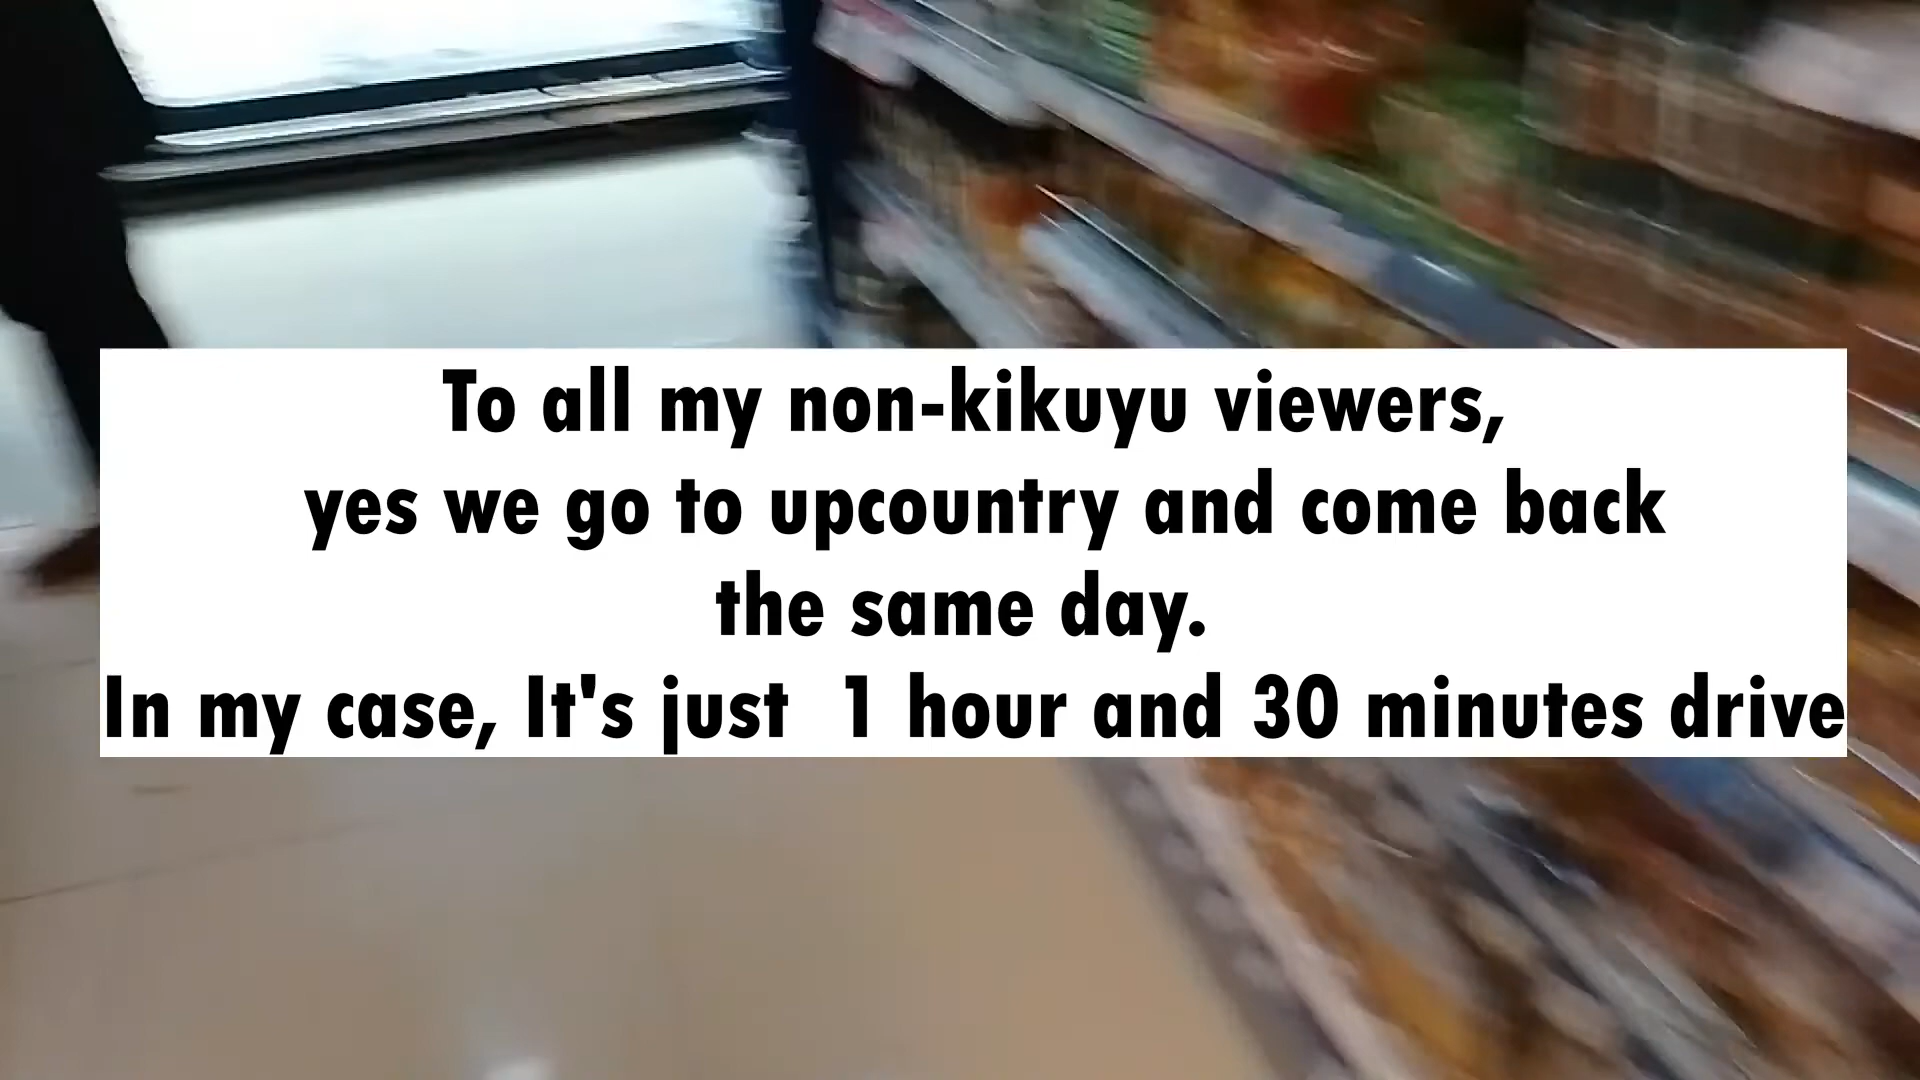 To all my non-kikuyu viewers,
yes we go to upcountry and come back
the same day.
In my case, It's just  1 hour and 30 minutes drive